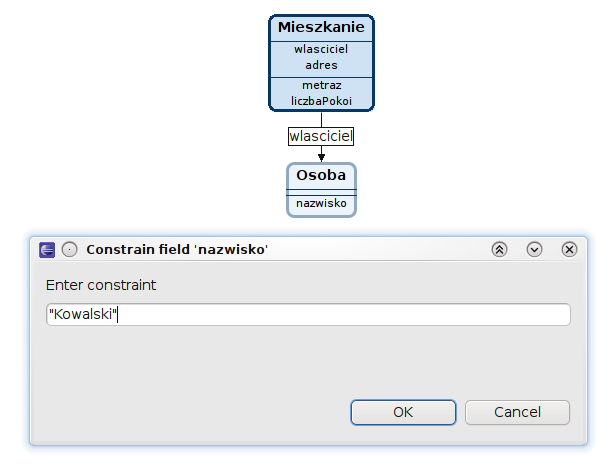 Mieszkanie
wlasciciel
adres
metraz
liczbaPokoi
wlasciciel
Osoba
nazwisko
Constrain field 'nazwisko'
Enter constraint
"Kowalski"
OK Cancel